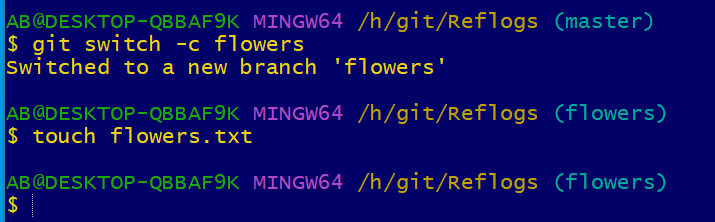 AB@DESKTOP-QBBAF9K MINGW64 /h/git/Reflogs (master)
$ git switch -c flowers
Switched to a new branch 'flowers'
AB@DESKTOP-QBBAF9K MINGW64 /h/git/Reflogs (flowers)
$ touch flowers.txt
AB@DESKTOP-QBBAF9K MINGW64 /h/git/Reflogs (flowers)
$